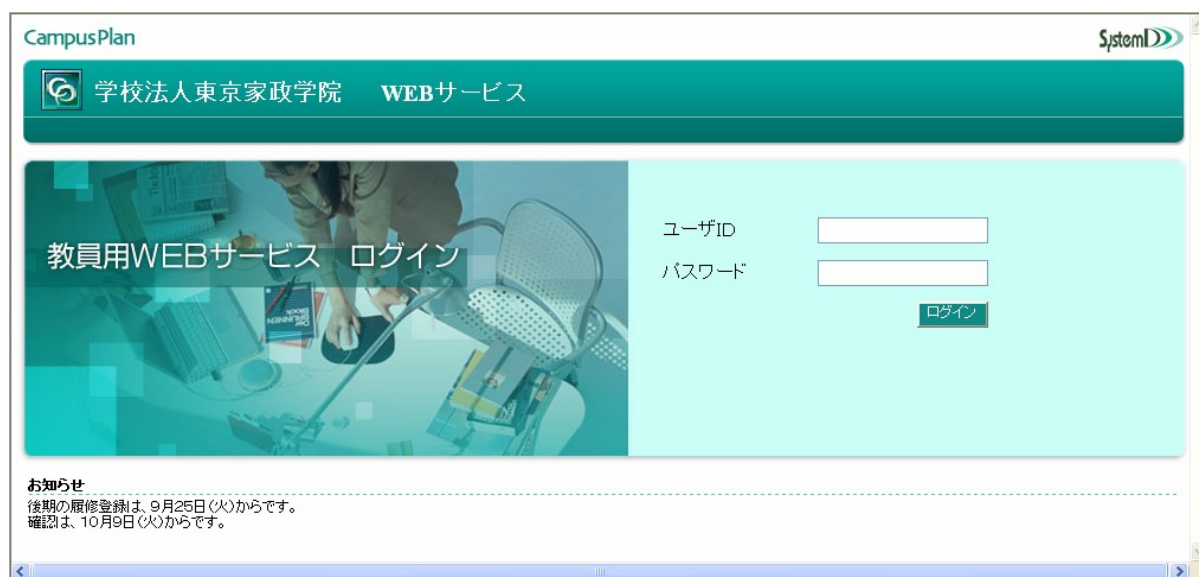 CampusPlan
SystemD
学校法人東京家政学院 WEBサービス
教員用WEBサービス ログイン
ユーザID
パスワード
ログイン
お知らせ
後期の履修登録は、9月25日(火)からです。
確認は、10月9日(火)からです。